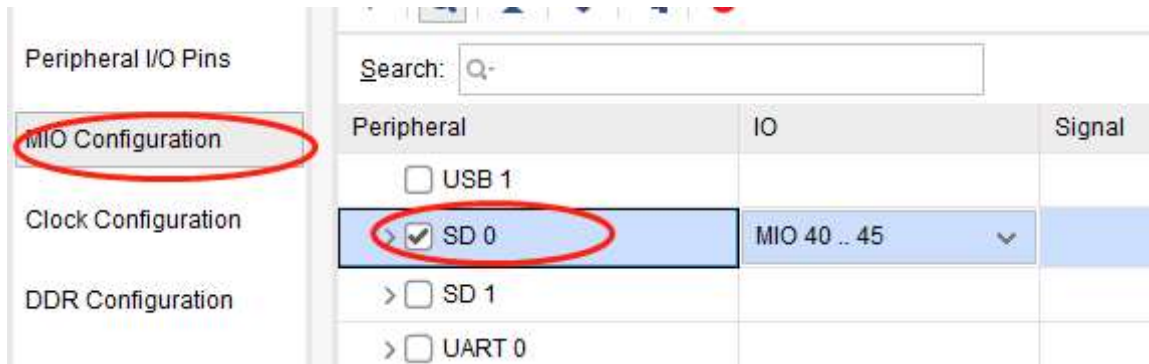 Peripheral I/O Pins
Search:
MIO Configuration
Peripheral IO Signal
USB 1
Clock Configuration
SD 0 MIO 40 .. 45
DDR Configuration
SD 1
UART 0